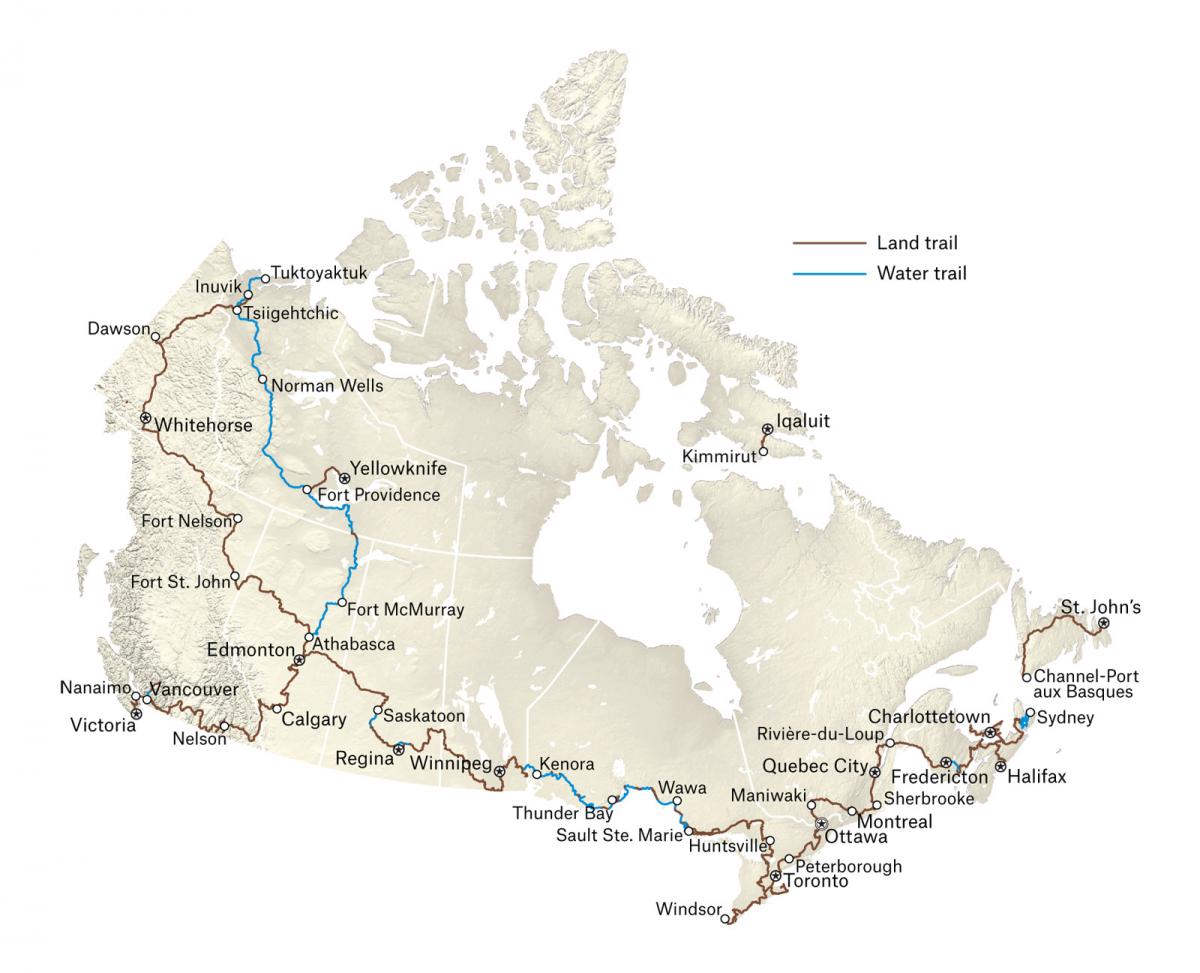 Land trail
Water trail
Tuktoyaktuk
Inuvik
Tsiigehtchic
Dawson
Norman Wells
Whitehorse
Iqaluit
Kimmirut
Yellowknife
Fort Providence
Fort Nelson
Fort St. John
Fort McMurray
St. John's
Athabasca
Edmonton
Channel-Port
aux Basques
Nanaimo
Vancouver
Victoria
Nelson
Calgary
Saskatoon
Regina
Winnipeg
Kenora
Charlottetown
Sydney
Rivière-du-Loup
Quebec City
Fredericton
Halifax
Wawa
Maniwaki
Sherbrooke
Thunder Bay
Montreal
Sault Ste. Marie
Ottawa
Huntsville
Peterborough
Toronto
Windsor